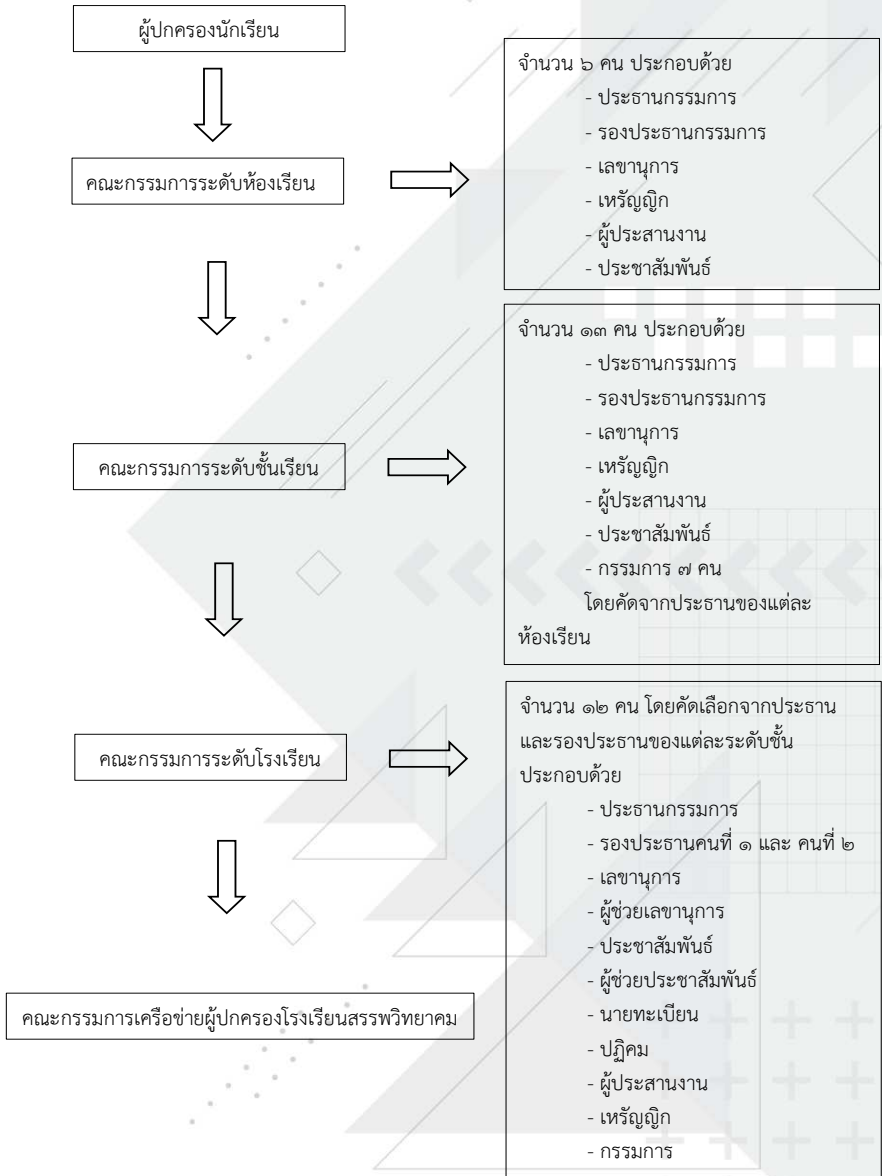 ผู้ปกครองนักเรียน
คณะกรรมการระดับห้องเรียน
จำนวน ๖ คน ประกอบด้วย
- ประธานกรรมการ
- รองประธานกรรมการ
- เลขานุการ
- เหรัญญิก
- ผู้ประสานงาน
- ประชาสัมพันธ์
คณะกรรมการระดับชั้นเรียน
จำนวน ๑๓ คน ประกอบด้วย
- ประธานกรรมการ
- รองประธานกรรมการ
- เลขานุการ
- เหรัญญิก
- ผู้ประสานงาน
- ประชาสัมพันธ์
- กรรมการ ๗ คน
โดยคัดจากประธานของแต่ละ
ห้องเรียน
คณะกรรมการระดับโรงเรียน
จำนวน ๑๒ คน โดยคัดเลือกจากประธาน
และรองประธานของแต่ละระดับชั้น
ประกอบด้วย
- ประธานกรรมการ
- รองประธานคนที่ ๑ และ คนที่ ๒
- เลขานุการ
- ผู้ช่วยเลขานุการ
- ประชาสัมพันธ์
- ผู้ช่วยประชาสัมพันธ์
- นายทะเบียน
- ปฏิคม
- ผู้ประสานงาน
- เหรัญญิก
- กรรมการ
คณะกรรมการเครือข่ายผู้ปกครองโรงเรียนสรรพวิทยาคม